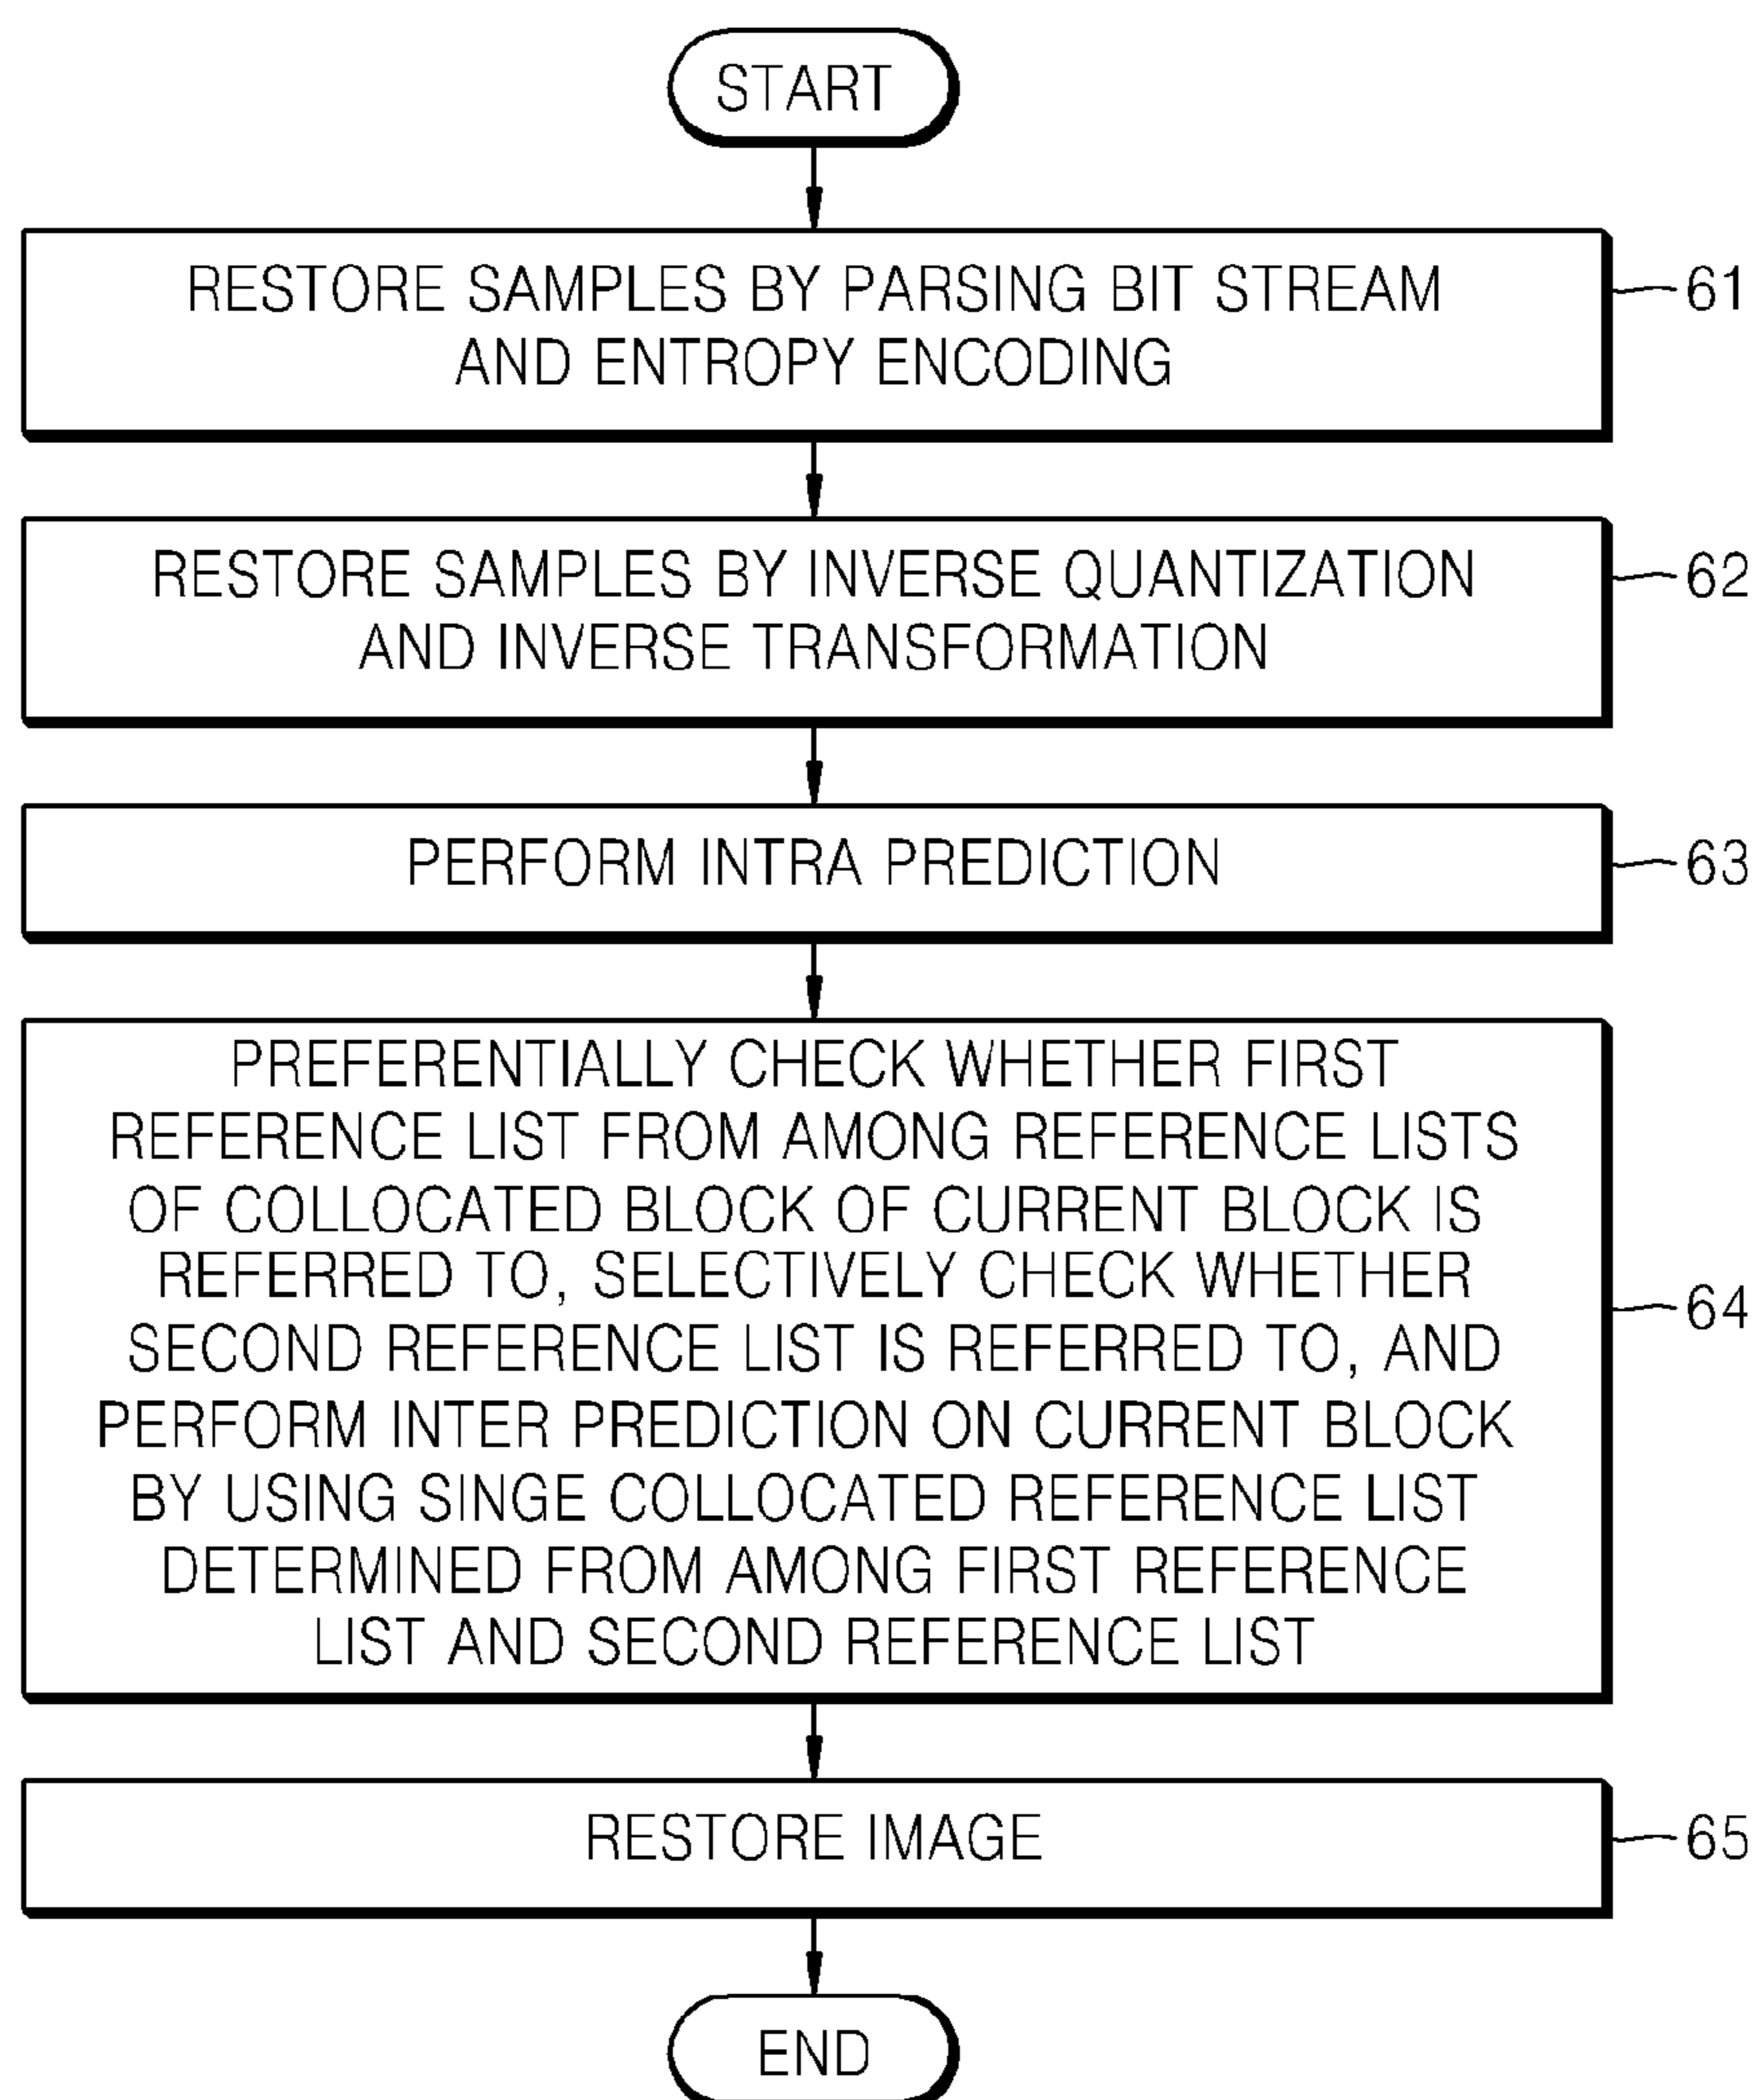 START
RESTORE SAMPLES BY PARSING BIT STREAM
AND ENTROPY ENCODING
61
RESTORE SAMPLES BY INVERSE QUANTIZATION
AND INVERSE TRANSFORMATION
62
PERFORM INTRA PREDICTION
63
PREFERENTIALLY CHECK WHETHER FIRST
REFERENCE LIST FROM AMONG REFERENCE LISTS
OF COLLOCATED BLOCK OF CURRENT BLOCK IS
REFERRED TO, SELECTIVELY CHECK WHETHER
SECOND REFERENCE LIST IS REFERRED TO, AND
PERFORM INTER PREDICTION ON CURRENT BLOCK
BY USING SINGE COLLOCATED REFERENCE LIST
DETERMINED FROM AMONG FIRST REFERENCE
LIST AND SECOND REFERENCE LIST
64
RESTORE IMAGE
65
END